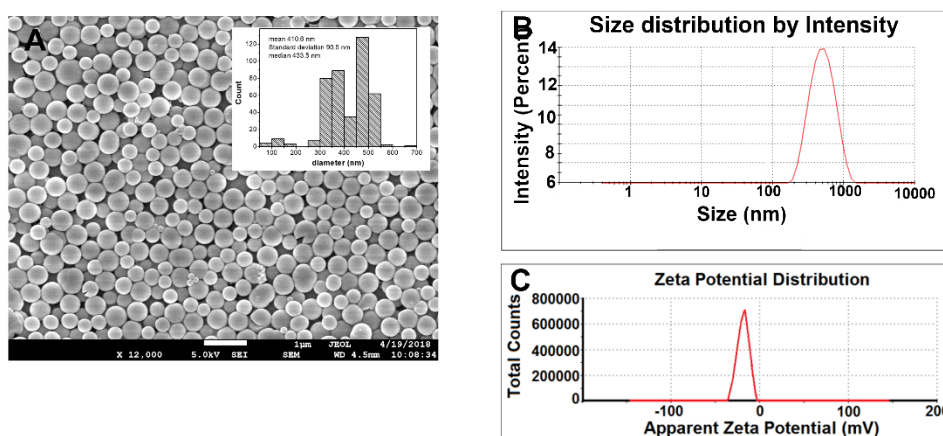 A
mean 410.6 nm
Standard deviation 90.5 nm
median 433.5 nm
Count
120
100
80
60
40
20
0
100 200 300 400 500 600 700
diameter (nm)
1µm JEOL 4/19/2018
X 12,000 5.0kV SEI SEM WD 4.5mm 10:08:34
B
Size distribution by Intensity
Intensity (Percent
14
12
10
8
6
1 10 100 1000 10000
Size (nm)
C
Zeta Potential Distribution
Total Counts
800000
600000
400000
200000
0
-100 0 100 200
Apparent Zeta Potential (mV)